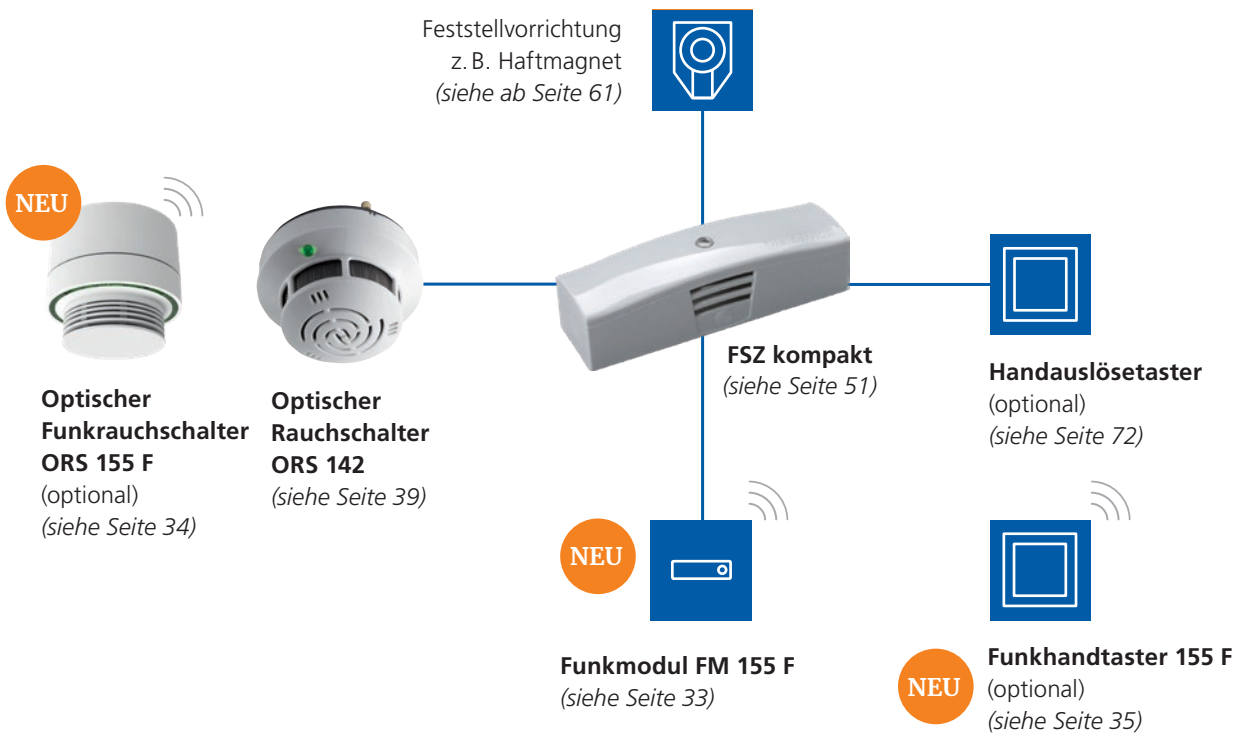 Feststellvorrichtung
z. B. Haftmagnet
(siehe ab Seite 61)
NEU
FSZ kompakt
(siehe Seite 51)
Optischer
Funkrauchschalter
ORS 155 F
(optional)
(siehe Seite 34)
Optischer
Rauchschalter
ORS 142
(siehe Seite 39)
Handauslösetaster
(optional)
(siehe Seite 72)
NEU
Funkmodul FM 155 F
(siehe Seite 33)
NEU
Funkhandtaster 155 F
(optional)
(siehe Seite 35)